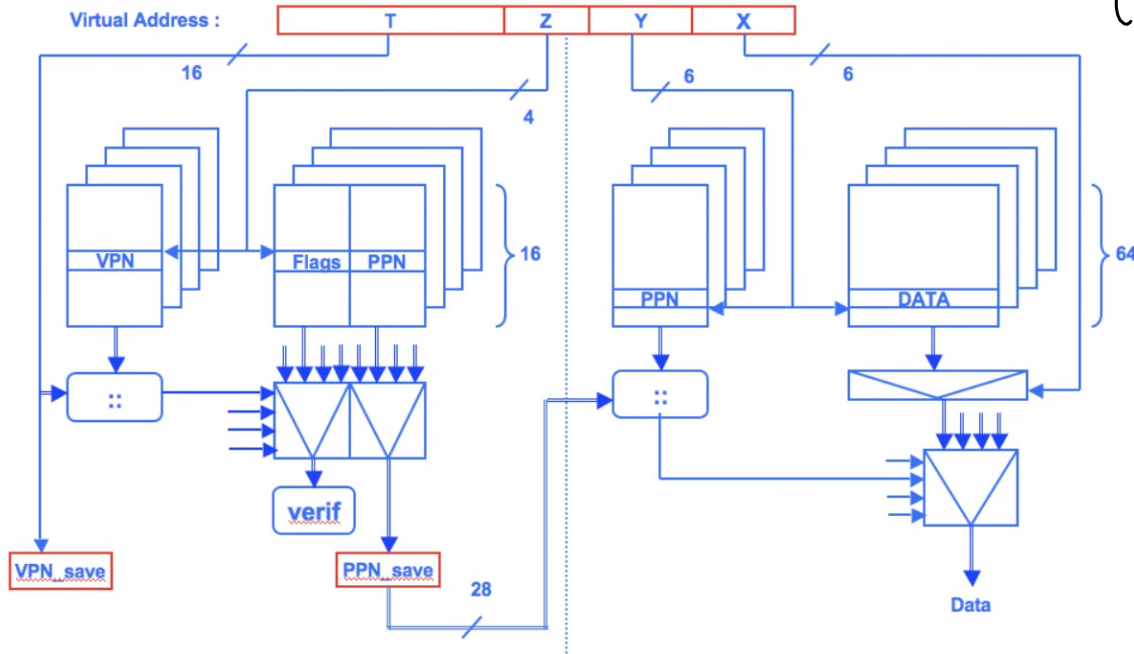 Virtual Address :
T
Z
Y
X
16
4
6
6
VPN
Flags
PPN
16
PPN
DATA
64
::
::
verif
VPN_save
PPN_save
28
Data